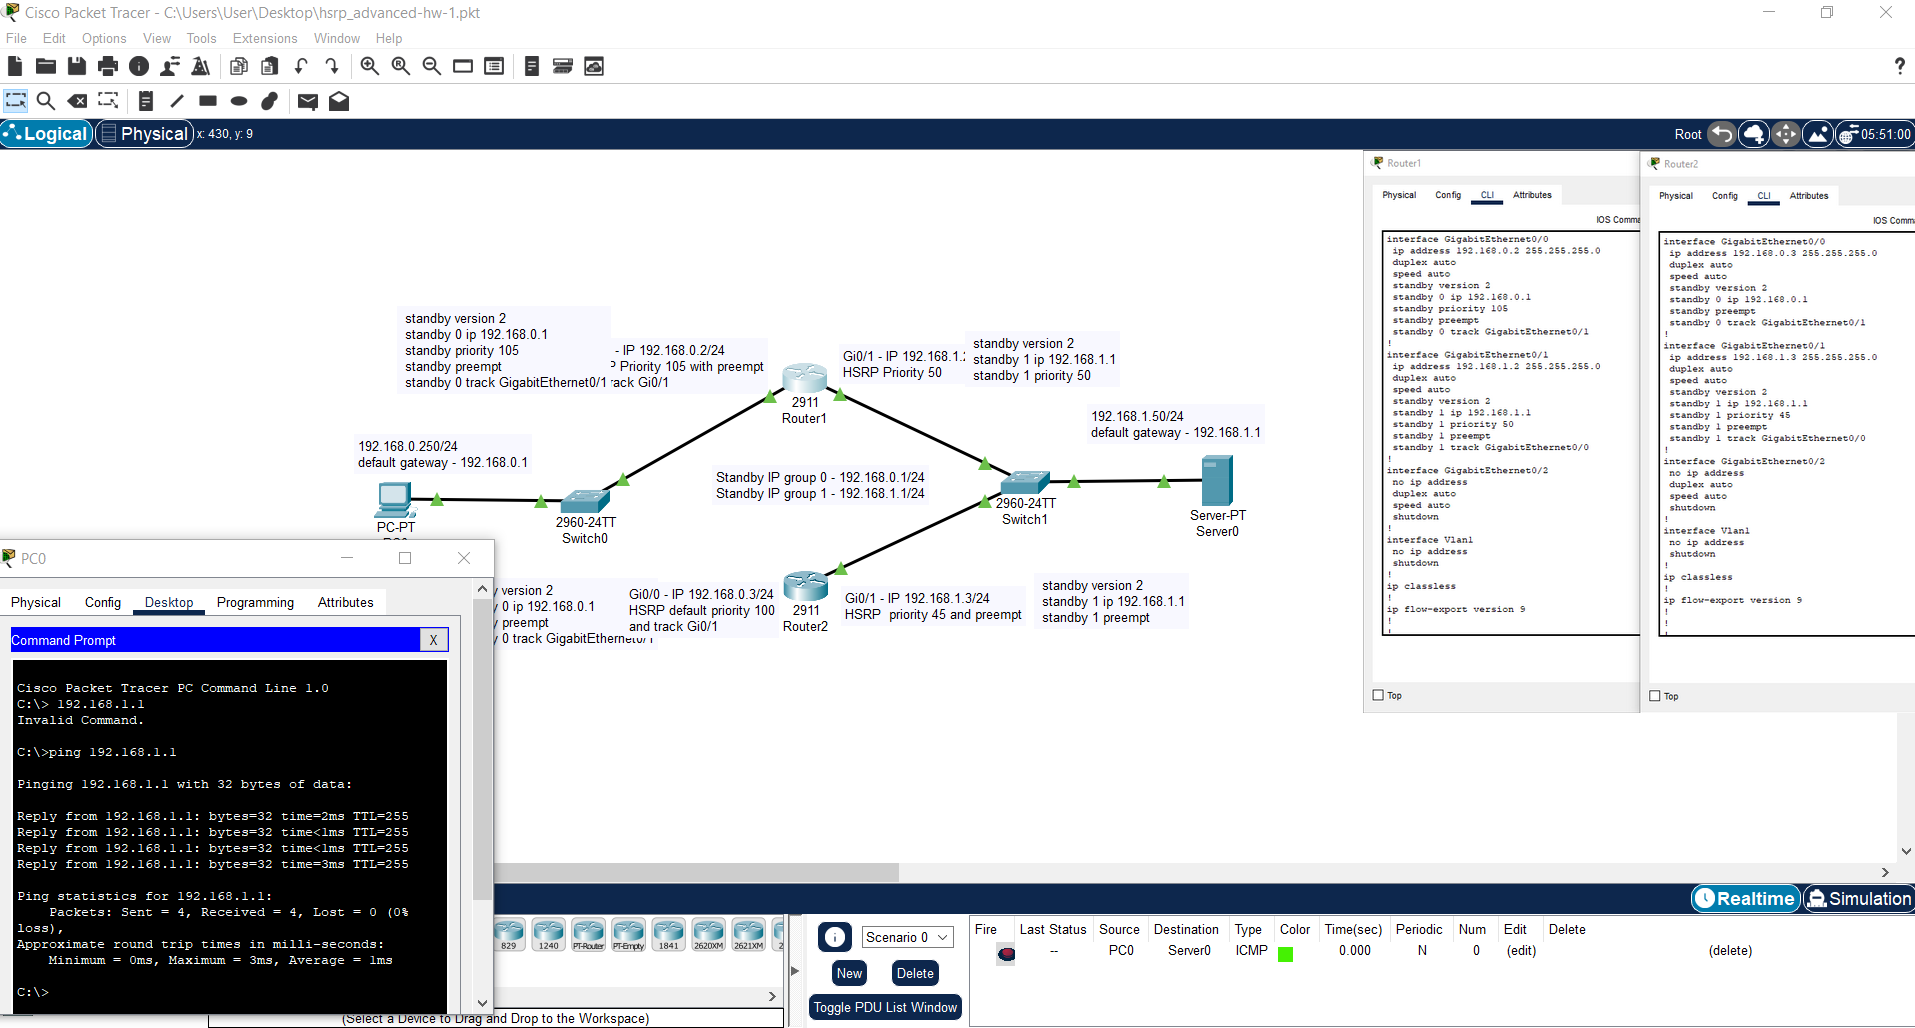 Cisco Packet Tracer - C:\Users\User\Desktop\hsrp_advanced-hw-1.pkt
File Edit Options View Tools Extensions Window Help
?
Logical Physical x: 430, y: 9
Root 05:51:00
standby version 2
standby 0 ip 192.168.0.1
standby priority 105
standby preempt
standby 0 track GigabitEthernet0/1
- IP 192.168.0.2/24
Priority 105 with preempt
rack Gi0/1
Gi0/1 - IP 192.168.1.
HSRP Priority 50
standby version 2
standby 1 ip 192.168.1.1
standby 1 priority 50
2911
Router1
192.168.0.250/24
default gateway - 192.168.0.1
192.168.1.50/24
default gateway - 192.168.1.1
Standby IP group 0 - 192.168.0.1/24
Standby IP group 1 - 192.168.1.1/24
PC-PT
2960-24TT
Switch0
2960-24TT
Switch1
Server-PT
Server0
y version 2
y 0 ip 192.168.0.1
y preempt
y 0 track GigabitEthernet0/1
Gi0/0 - IP 192.168.0.3/24
HSRP default priority 100
and track Gi0/1
2911
Router2
Gi0/1 - IP 192.168.1.3/24
HSRP priority 45 and preempt
standby version 2
standby 1 ip 192.168.1.1
standby 1 preempt
Router1
Physical Config CLI Attributes
IOS Comma
interface GigabitEthernet0/0
ip address 192.168.0.2 255.255.255.0
duplex auto
speed auto
standby version 2
standby 0 ip 192.168.0.1
standby priority 105
standby preempt
standby 0 track GigabitEthernet0/1
!
interface GigabitEthernet0/1
ip address 192.168.1.2 255.255.255.0
duplex auto
speed auto
standby version 2
standby 1 ip 192.168.1.1
standby 1 priority 50
standby 1 preempt
standby 1 track GigabitEthernet0/0
!
interface GigabitEthernet0/2
no ip address
duplex auto
speed auto
shutdown
!
interface Vlan1
no ip address
shutdown
!
ip classless
!
ip flow-export version 9
!
!
Top
Router2
Physical Config CLI Attributes
IOS Comm
interface GigabitEthernet0/0
ip address 192.168.0.3 255.255.255.0
duplex auto
speed auto
standby version 2
standby 0 ip 192.168.0.1
standby preempt
standby 0 track GigabitEthernet0/1
!
interface GigabitEthernet0/1
ip address 192.168.1.3 255.255.255.0
duplex auto
speed auto
standby version 2
standby 1 ip 192.168.1.1
standby 1 priority 45
standby 1 preempt
standby 1 track GigabitEthernet0/0
!
interface GigabitEthernet0/2
no ip address
duplex auto
speed auto
shutdown
!
interface Vlan1
no ip address
shutdown
!
ip classless
!
ip flow-export version 9
!
!
!
Top
PC0
Physical Config Desktop Programming Attributes
Command Prompt X
Cisco Packet Tracer PC Command Line 1.0
C:\> 192.168.1.1
Invalid Command.
C:\>ping 192.168.1.1
Pinging 192.168.1.1 with 32 bytes of data:
Reply from 192.168.1.1: bytes=32 time=2ms TTL=255
Reply from 192.168.1.1: bytes=32 time<1ms TTL=255
Reply from 192.168.1.1: bytes=32 time<1ms TTL=255
Reply from 192.168.1.1: bytes=32 time=3ms TTL=255
Ping statistics for 192.168.1.1:
Packets: Sent = 4, Received = 4, Lost = 0 (0%
loss),
Approximate round trip times in milli-seconds:
Minimum = 0ms, Maximum = 3ms, Average = 1ms
C:\>
Realtime Simulation
829 1240 PT-Router PT-Empty 1841 2620XM 2621XM 2
(Select a Device to Drag and Drop to the Workspace)
Scenario 0
New Delete
Toggle PDU List Window
Fire Last Status Source Destination Type Color Time(sec) Periodic Num Edit Delete
-- PC0 Server0 ICMP 0.000 N 0 (edit) (delete)